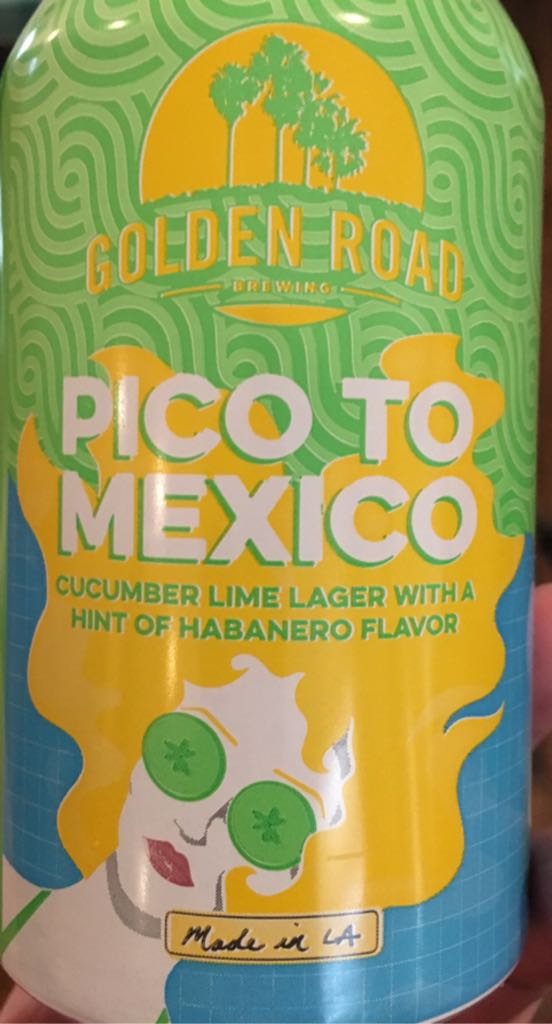 GOLDEN ROAD
BREWING
PICO TO
MEXICO
CUCUMBER LIME LAGER WITH A
HINT OF HABANERO FLAVOR
Made in LA